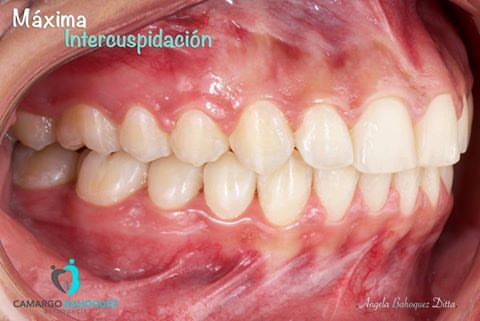 Máxima
Intercuspidación
CAMARGO BAHOQUEZ
Angela Bahoquez Ditta